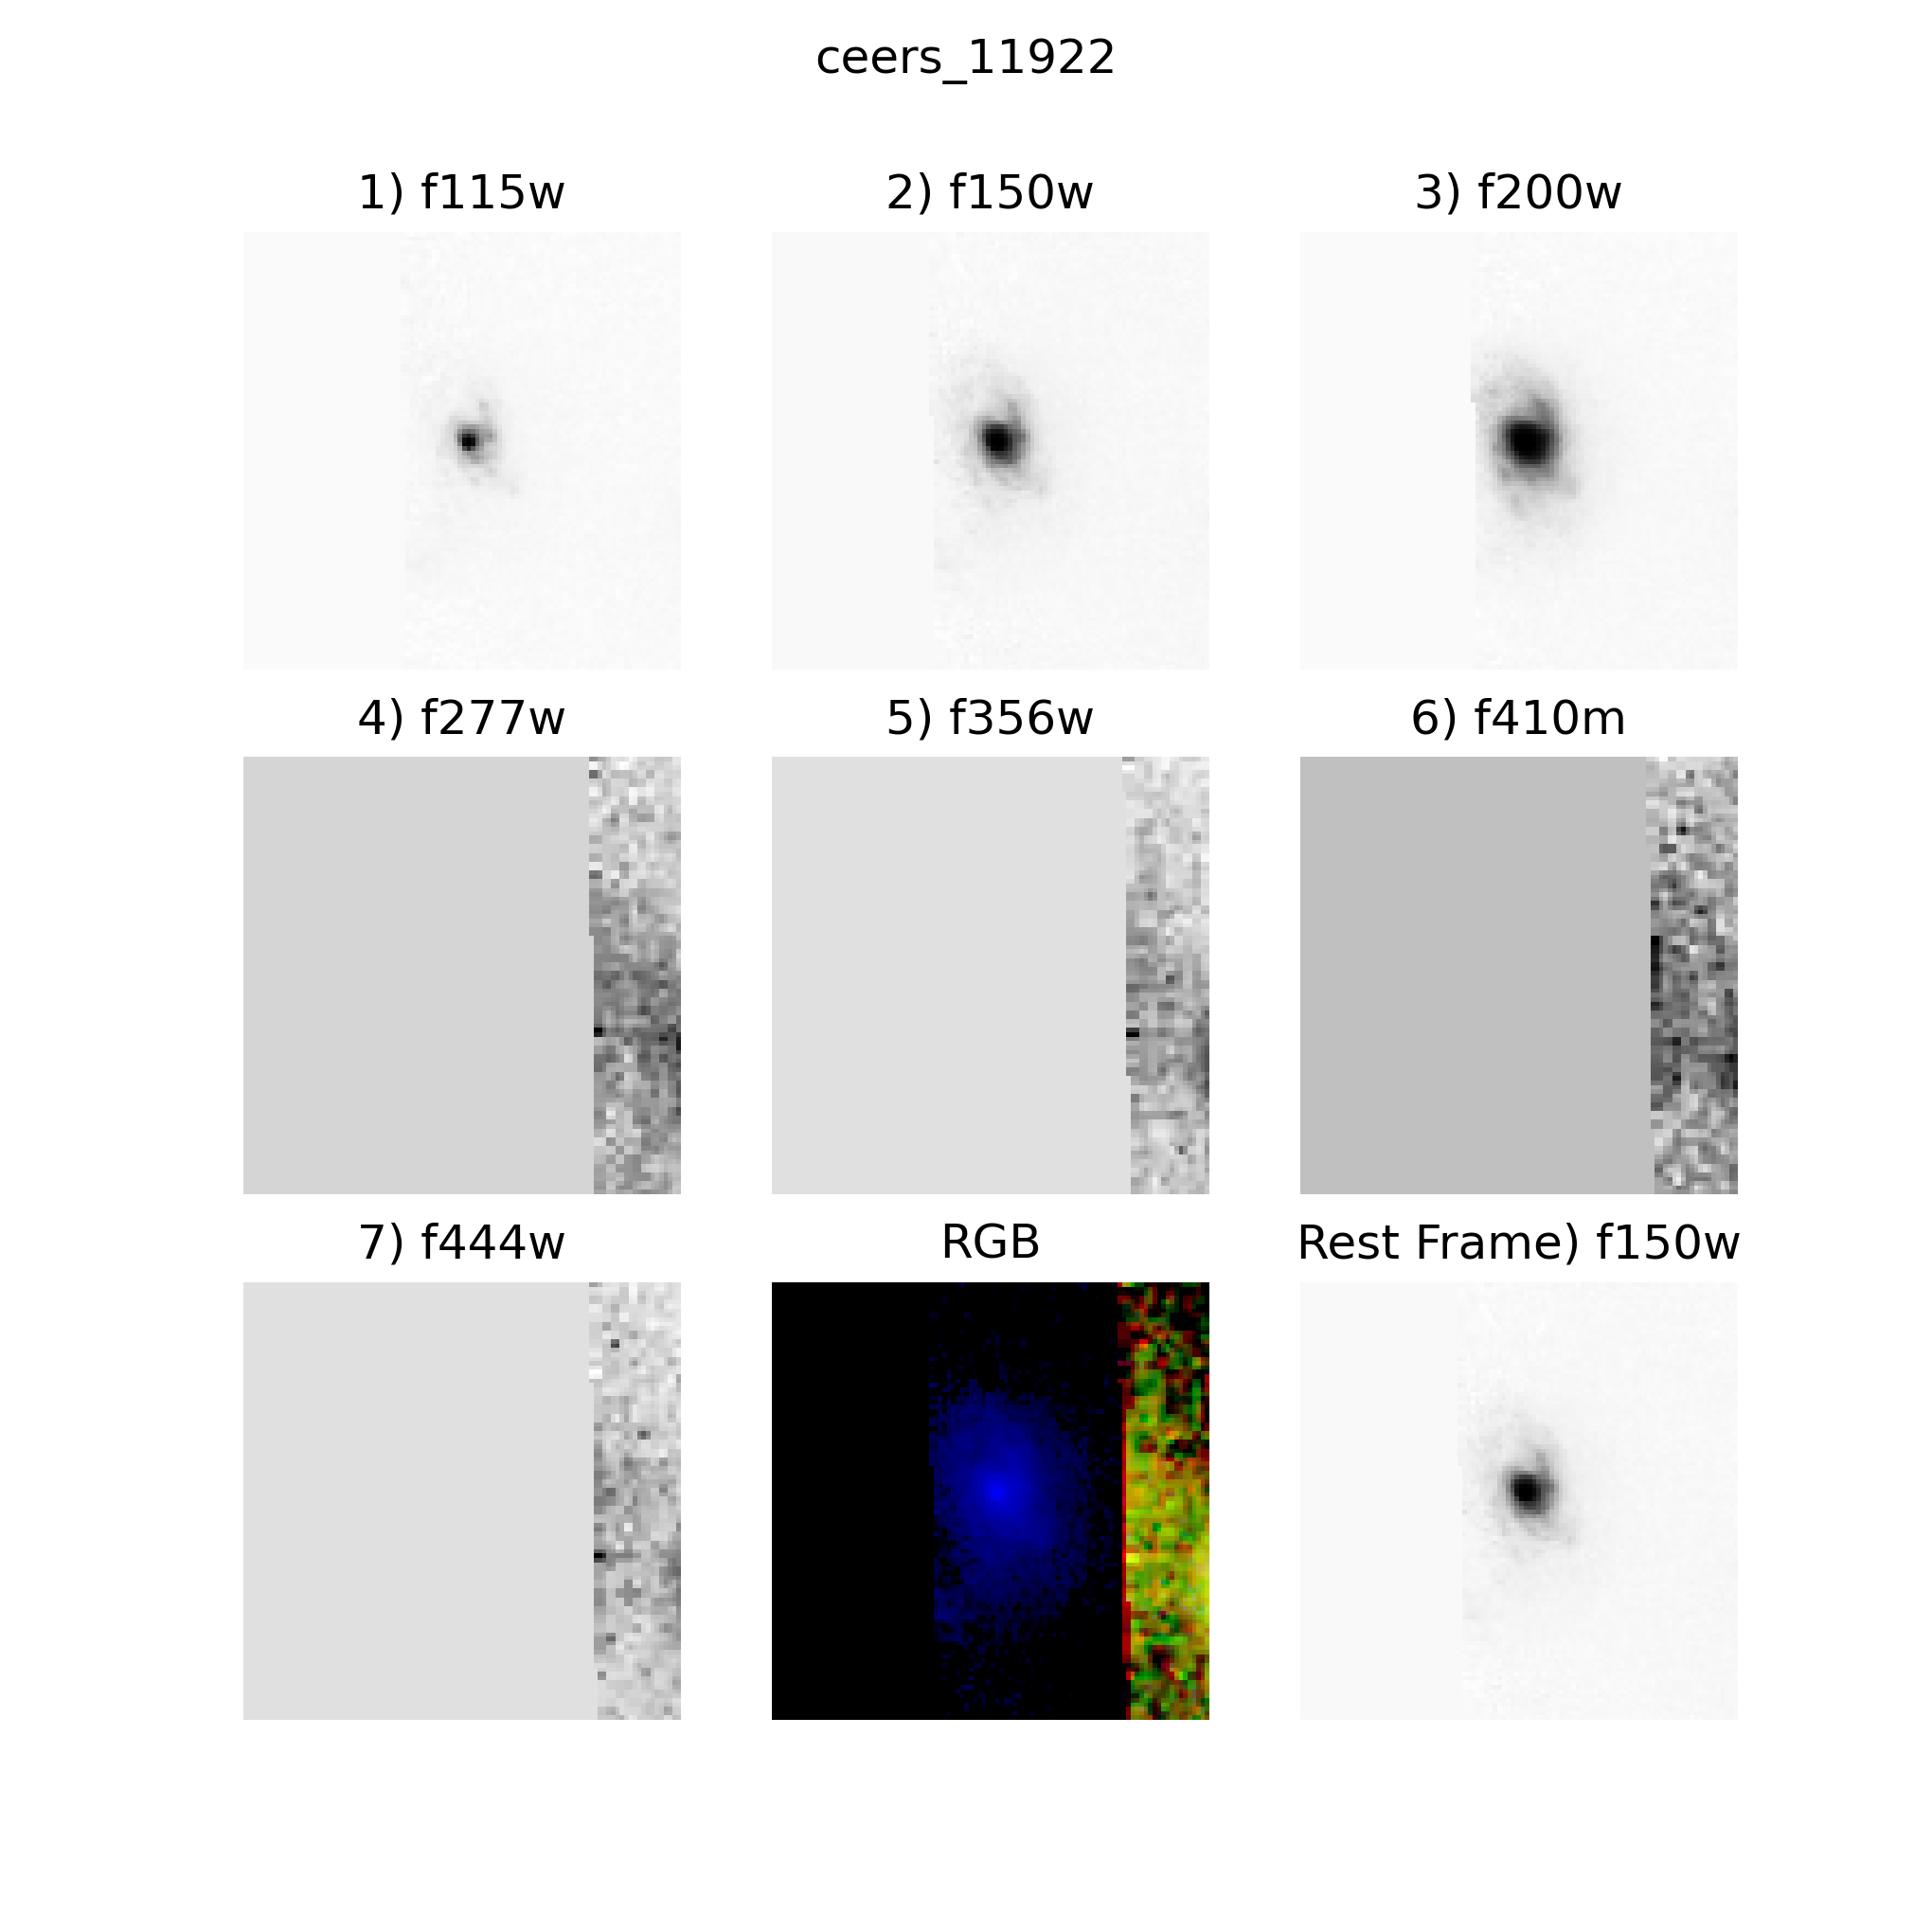 ceers_11922
1) f115w
2) f150w
3) f200w
4) f277w
5) f356w
6) f410m
7) f444w
RGB
Rest Frame) f150w